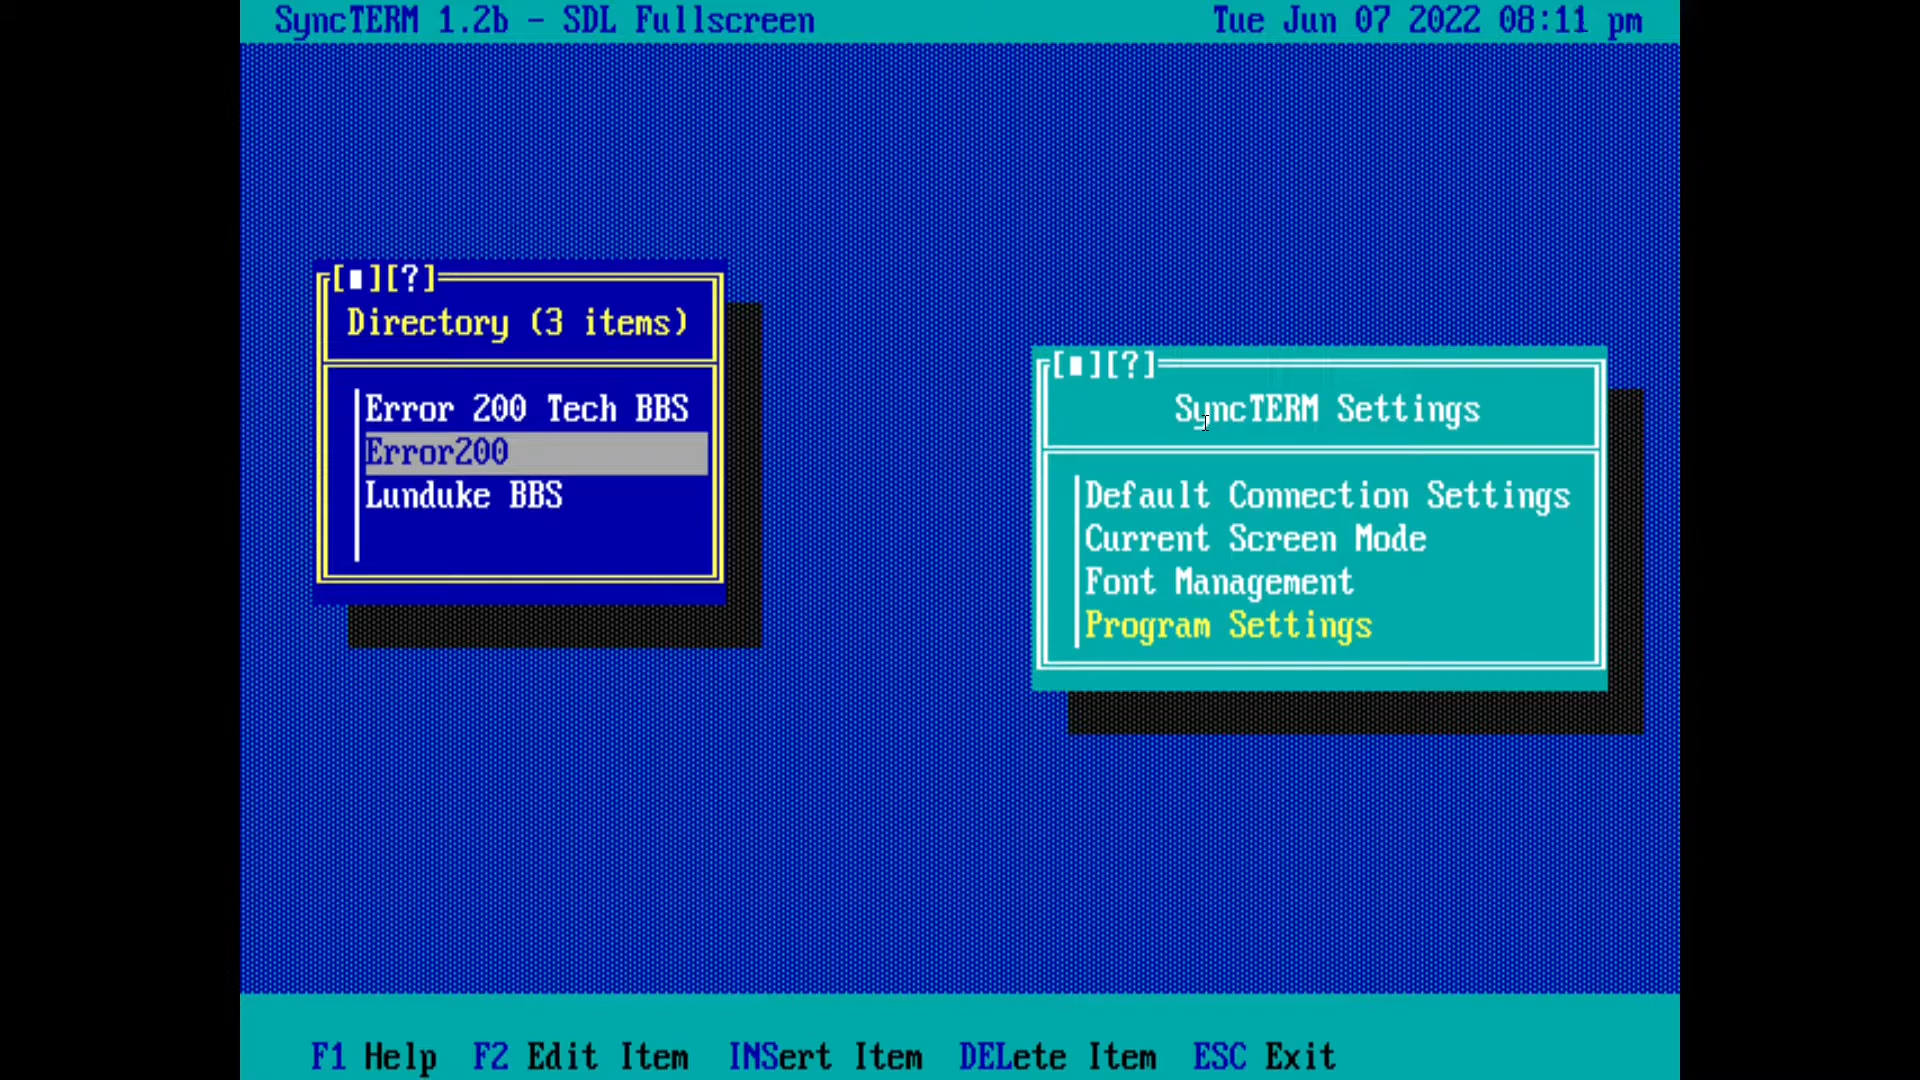 SyncTERM 1.2b - SDL Fullscreen Tue Jun 07 2022 08:11 pm
[∎][?]
Directory (3 items)
Error 200 Tech BBS
Error200
Lunduke BBS
[∎][?]
SyncTERM Settings
Default Connection Settings
Current Screen Mode
Font Management
Program Settings
F1 Help F2 Edit Item INSert Item DELete Item ESC Exit